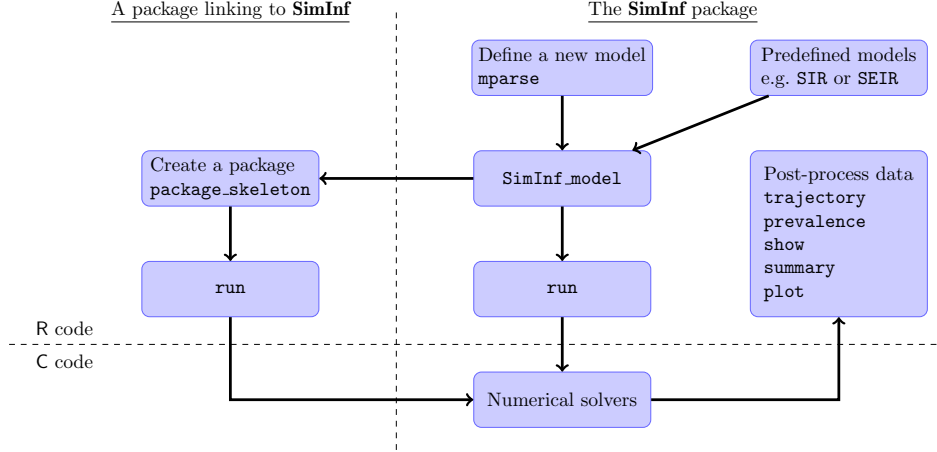 A package linking to SimInf
The SimInf package
Define a new model
mparse
Predefined models
e.g. SIR or SEIR
Create a package
package_skeleton
SimInf_model
Post-process data
trajectory
prevalence
show
summary
plot
run
run
R code
C code
Numerical solvers